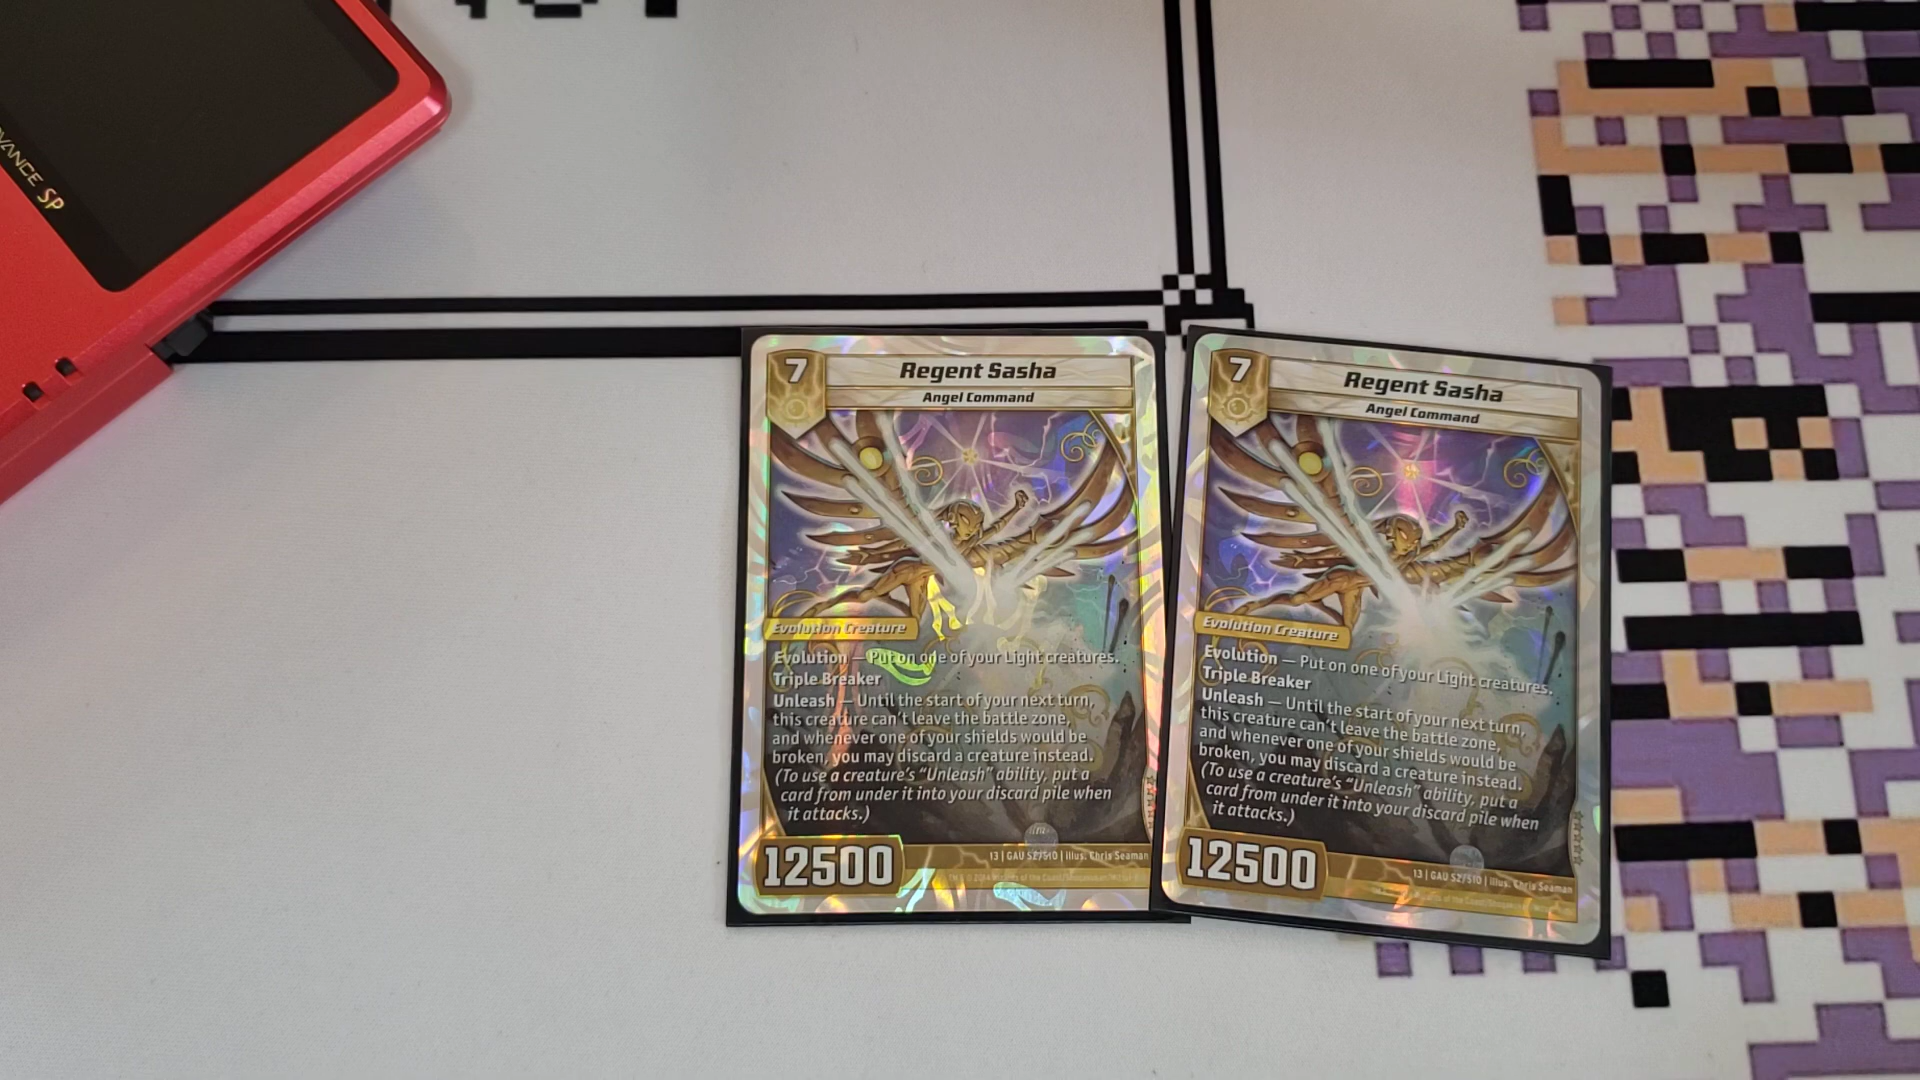 VANCE SP
7
Regent Sasha
Angel Command
Evolution Creature
Evolution — Put on one of your Light creatures.
Triple Breaker
Unleash — Until the start of your next turn,
this creature can't leave the battle zone,
and whenever one of your shields would be
broken, you may discard a creature instead.
(To use a creature's “Unleash” ability, put a
card from under it into your discard pile when
it attacks.)
12500
13 | GAU S2/S10 | illus. Chris Seaman
7
Regent Sasha
Angel Command
Evolution Creature
Evolution — Put on one of your Light creatures.
Triple Breaker
Unleash — Until the start of your next turn,
this creature can't leave the battle zone,
and whenever one of your shields would be
broken, you may discard a creature instead.
(To use a creature's “Unleash” ability, put a
card from under it into your discard pile when
it attacks.)
12500
13 | GAU S2/S10 | illus. Chris Seaman